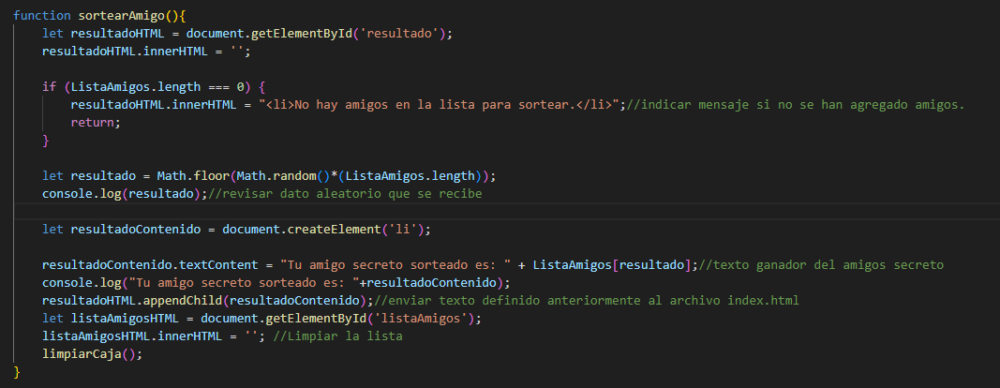 function sortearAmigo(){
let resultadoHTML = document.getElementById('resultado');
resultadoHTML.innerHTML = '';
if (ListaAmigos.length === 0) {
resultadoHTML.innerHTML = "<li>No hay amigos en la lista para sortear.</li>";//indicar mensaje si no se han agregado amigos.
return;
}
let resultado = Math.floor(Math.random()*(ListaAmigos.length));
console.log(resultado);//revisar dato aleatorio que se recibe
let resultadoContenido = document.createElement('li');
resultadoContenido.textContent = "Tu amigo secreto sorteado es: " + ListaAmigos[resultado];//texto ganador del amigos secreto
console.log("Tu amigo secreto sorteado es: "+resultadoContenido);
resultadoHTML.appendChild(resultadoContenido);//enviar texto definido anteriormente al archivo index.html
let listaAmigosHTML = document.getElementById('listaAmigos');
listaAmigosHTML.innerHTML = ''; //Limpiar la lista
limpiarCaja();
}